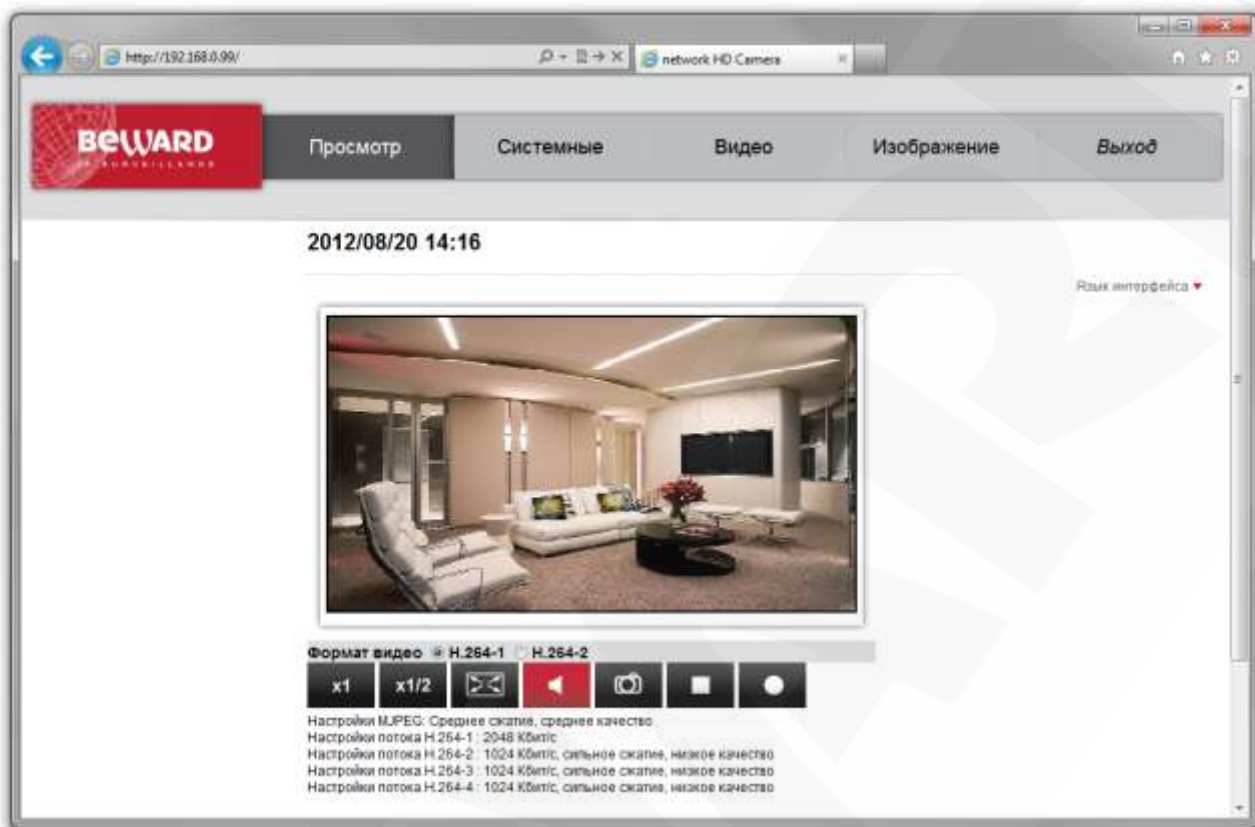 http://192.168.0.99/
network HD Camera
BEWARD
Просмотр
Системные
Видео
Изображение
Выход
2012/08/20 14:16
Язык интерфейса
Формат видео H.264-1 H.264-2
x1
x1/2
Настройки MJPEG: Среднее сжатие, среднее качество
Настройки потока H.264-1 : 2048 Кбит/с
Настройки потока H.264-2 : 1024 Кбит/с, сильное сжатие, низкое качество
Настройки потока H.264-3 : 1024 Кбит/с, сильное сжатие, низкое качество
Настройки потока H.264-4 : 1024 Кбит/с, сильное сжатие, низкое качество